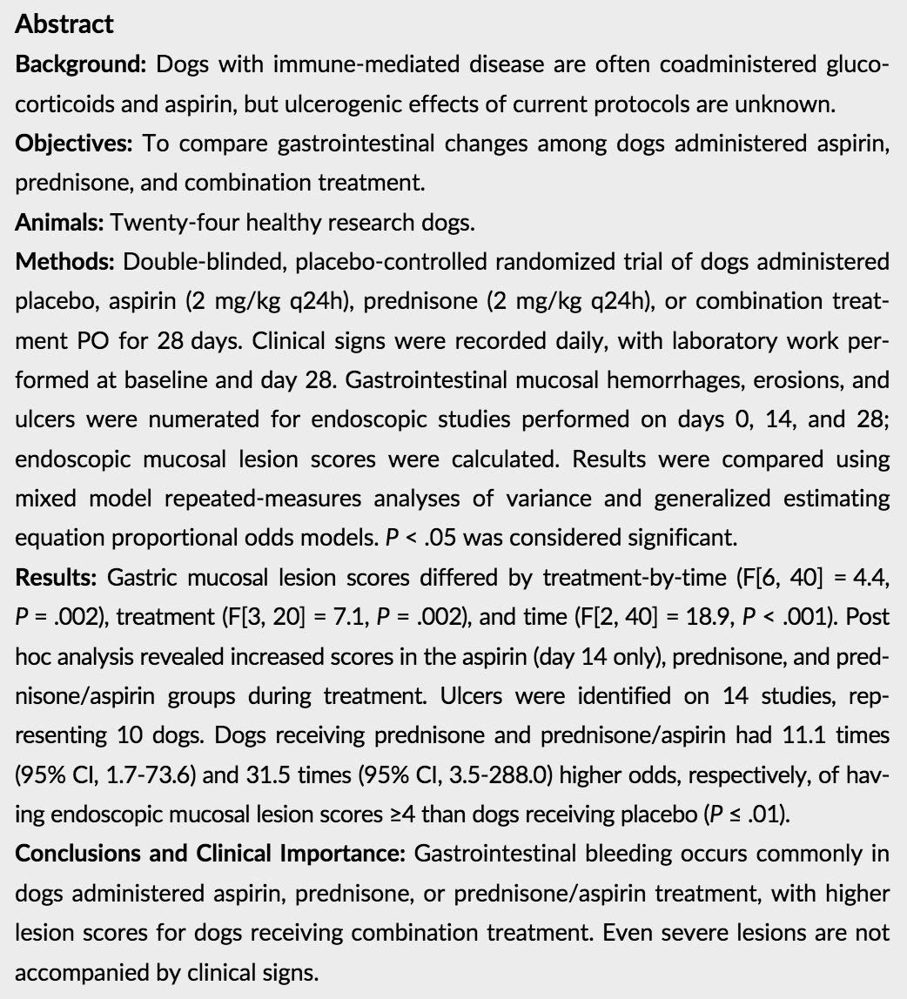 Abstract
Background: Dogs with immune-mediated disease are often coadministered gluco-
corticoids and aspirin, but ulcerogenic effects of current protocols are unknown.
Objectives: To compare gastrointestinal changes among dogs administered aspirin,
prednisone, and combination treatment.
Animals: Twenty-four healthy research dogs.
Methods: Double-blinded, placebo-controlled randomized trial of dogs administered
placebo, aspirin (2 mg/kg q24h), prednisone (2 mg/kg q24h), or combination treat-
ment PO for 28 days. Clinical signs were recorded daily, with laboratory work per-
formed at baseline and day 28. Gastrointestinal mucosal hemorrhages, erosions, and
ulcers were numerated for endoscopic studies performed on days 0, 14, and 28;
endoscopic mucosal lesion scores were calculated. Results were compared using
mixed model repeated-measures analyses of variance and generalized estimating
equation proportional odds models. P < .05 was considered significant.
Results: Gastric mucosal lesion scores differed by treatment-by-time (F[6, 40] = 4.4,
P = .002), treatment (F[3, 20] = 7.1, P = .002), and time (F[2, 40] = 18.9, P < .001). Post
hoc analysis revealed increased scores in the aspirin (day 14 only), prednisone, and pred-
nisone/aspirin groups during treatment. Ulcers were identified on 14 studies, rep-
resenting 10 dogs. Dogs receiving prednisone and prednisone/aspirin had 11.1 times
(95% CI, 1.7-73.6) and 31.5 times (95% CI, 3.5-288.0) higher odds, respectively, of hav-
ing endoscopic mucosal lesion scores ≥4 than dogs receiving placebo (P ≤ .01).
Conclusions and Clinical Importance: Gastrointestinal bleeding occurs commonly in
dogs administered aspirin, prednisone, or prednisone/aspirin treatment, with higher
lesion scores for dogs receiving combination treatment. Even severe lesions are not
accompanied by clinical signs.